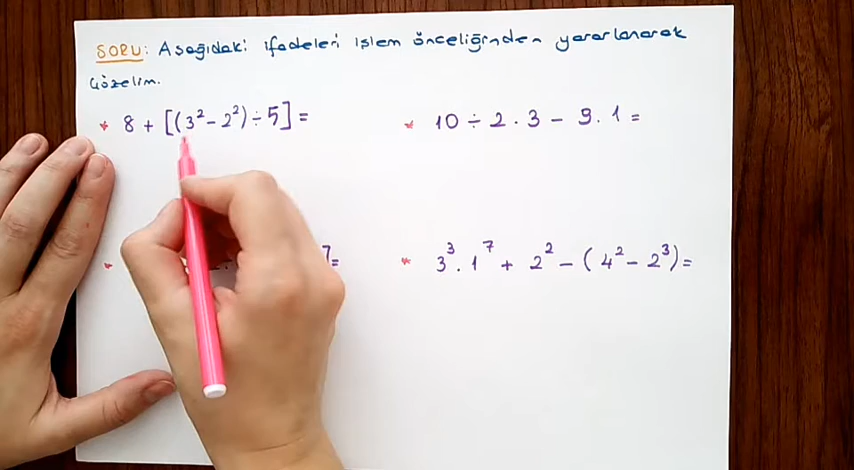 SORU: Aşağıdaki ifadeleri işlem önceliğinden yararlanarak
çözelim.
* 8 + [(3² - 2²) ÷ 5] =
* 10 ÷ 2 . 3 - 9 . 1 =
* 3³ . 1⁷ + 2² - (4² - 2³) =